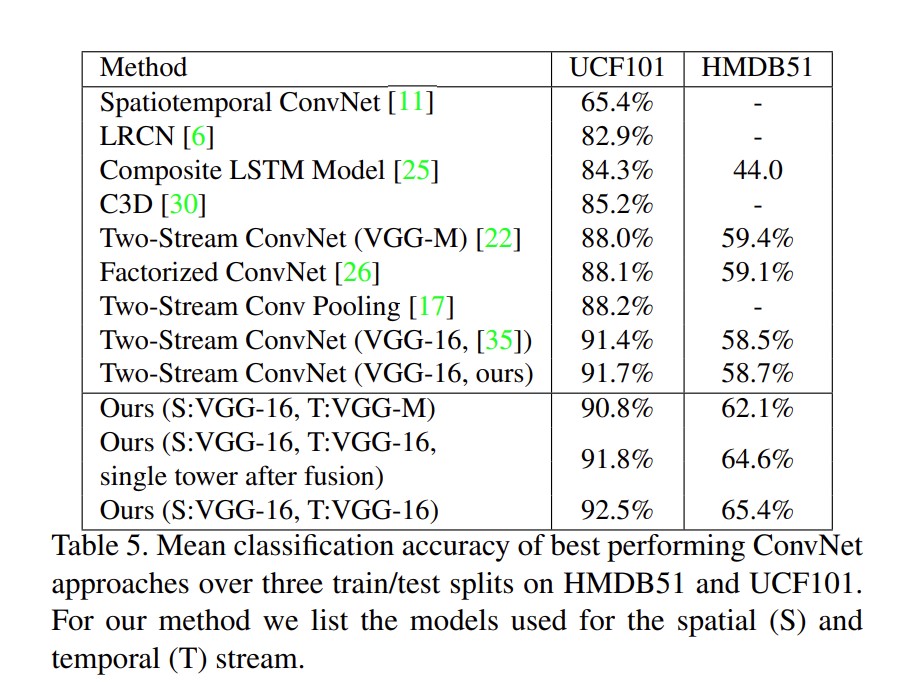 Method UCF101 HMDB51
Spatiotemporal ConvNet [11] 65.4% -
LRCN [6] 82.9% -
Composite LSTM Model [25] 84.3% 44.0
C3D [30] 85.2% -
Two-Stream ConvNet (VGG-M) [22] 88.0% 59.4%
Factorized ConvNet [26] 88.1% 59.1%
Two-Stream Conv Pooling [17] 88.2% -
Two-Stream ConvNet (VGG-16, [35]) 91.4% 58.5%
Two-Stream ConvNet (VGG-16, ours) 91.7% 58.7%
Ours (S:VGG-16, T:VGG-M) 90.8% 62.1%
Ours (S:VGG-16, T:VGG-16,
single tower after fusion) 91.8% 64.6%
Ours (S:VGG-16, T:VGG-16) 92.5% 65.4%
Table 5. Mean classification accuracy of best performing ConvNet
approaches over three train/test splits on HMDB51 and UCF101.
For our method we list the models used for the spatial (S) and
temporal (T) stream.